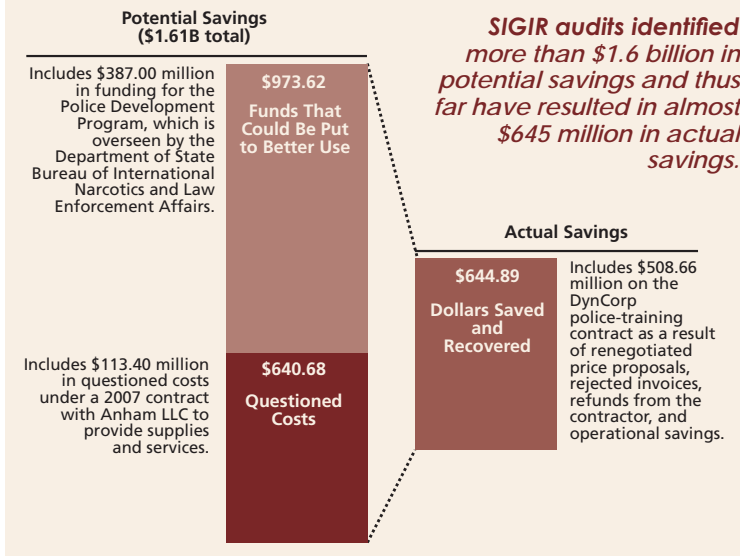 Potential Savings
($1.61B total)
SIGIR audits identified
more than $1.6 billion in
potential savings and thus
far have resulted in almost
$645 million in actual
savings.
Includes $387.00 million
in funding for the
Police Development
Program, which is
overseen by the
Department of State
Bureau of International
Narcotics and Law
Enforcement Affairs.
$973.62
Funds That
Could Be Put
to Better Use
Includes $113.40 million
in questioned costs
under a 2007 contract
with Anham LLC to
provide supplies
and services.
$640.68
Questioned
Costs
Actual Savings
$644.89
Dollars Saved
and
Recovered
Includes $508.66
million on the
DynCorp
police-training
contract as a result
of renegotiated
price proposals,
rejected invoices,
refunds from the
contractor, and
operational savings.